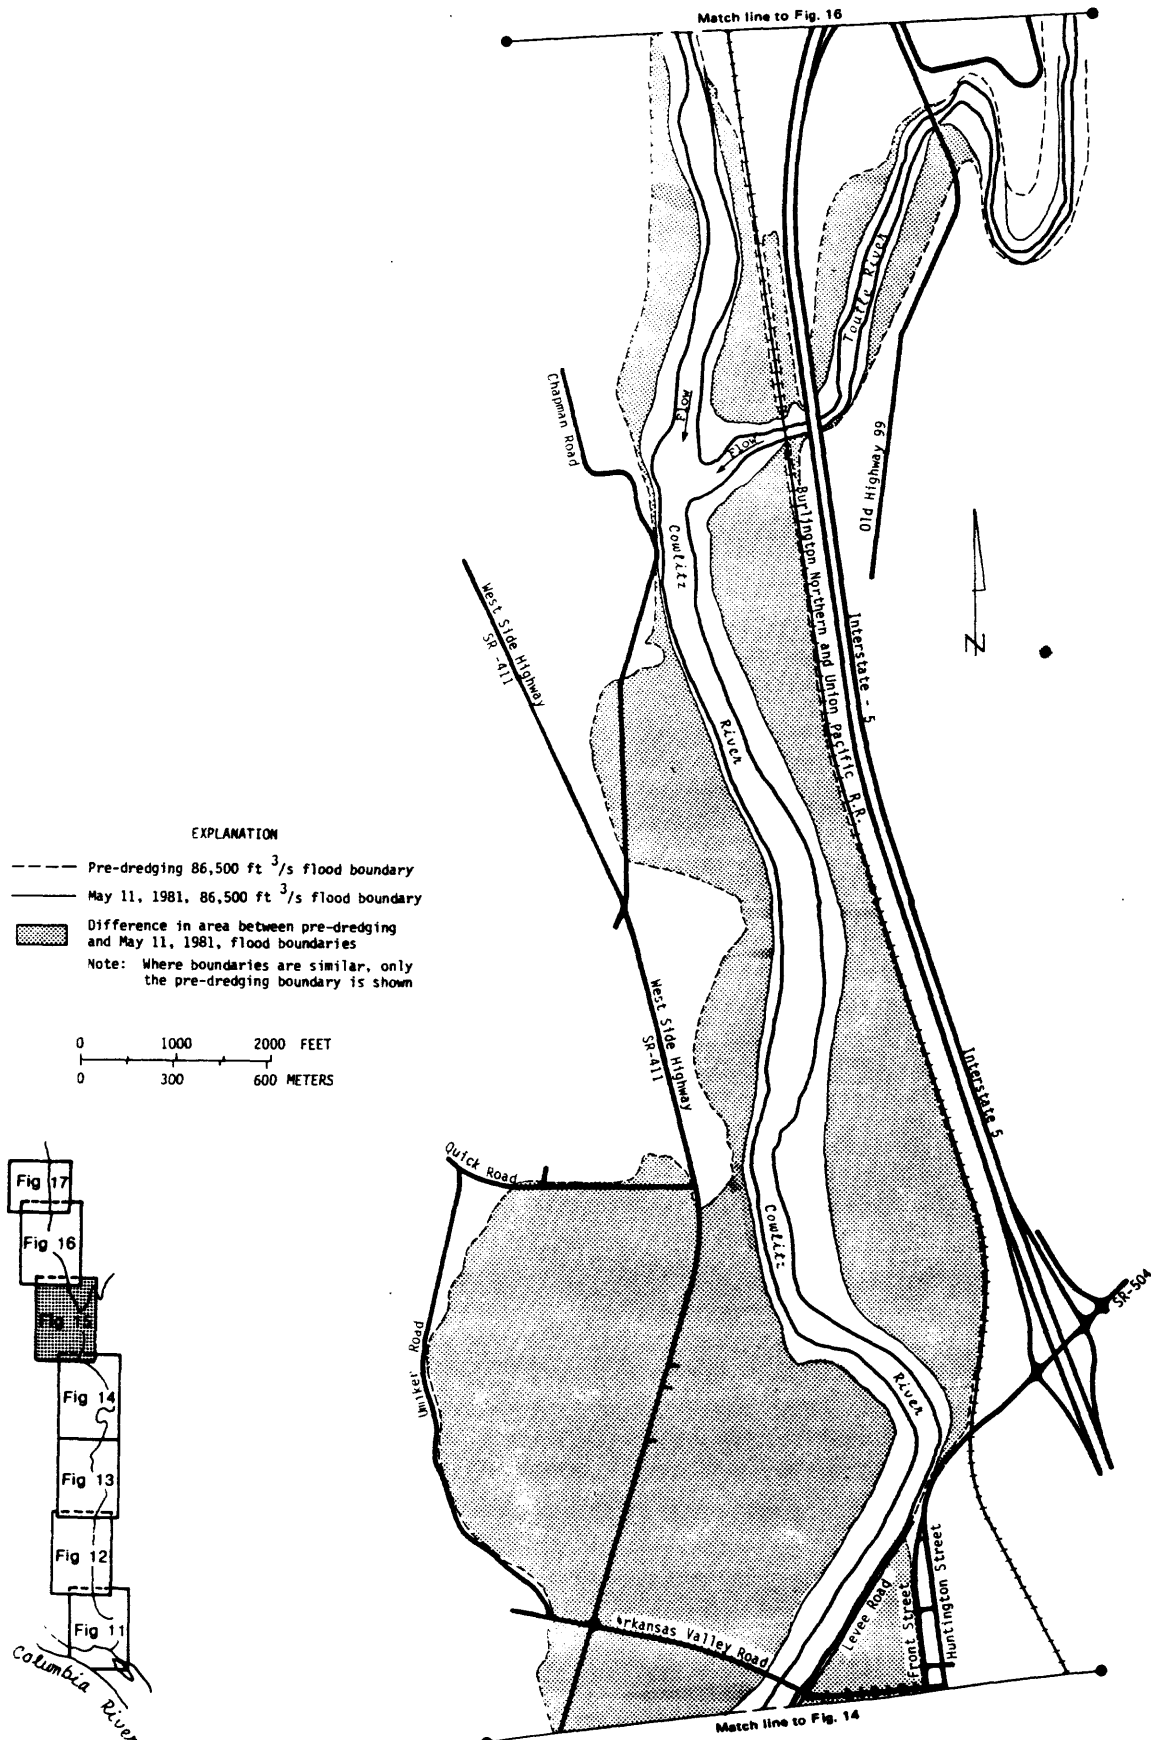 Match line to Fig. 16
Toutle River
Chapman Road
Flow
Flow
Old Highway 99
Cowlitz
Burlington Northern and Union Pacific R.R.
Interstate - 5
N
West Side Highway
SR -411
River
EXPLANATION
Pre-dredging 86,500 ft 3/s flood boundary
May 11, 1981, 86,500 ft 3/s flood boundary
Difference in area between pre-dredging
and May 11, 1981, flood boundaries
Note: Where boundaries are similar, only
the pre-dredging boundary is shown
0 1000 2000 FEET
0 300 600 METERS
West Side Highway
SR-411
Interstate 5
Quick Road
Cowlitz
SR-504
River
Fig 17
Fig 16
Fig 15
Fig 14
Fig 13
Fig 12
Fig 11
Columbia River
Road
Arkansas Valley Road
Levee Road
Front Street
Huntington Street
Match line to Fig. 14